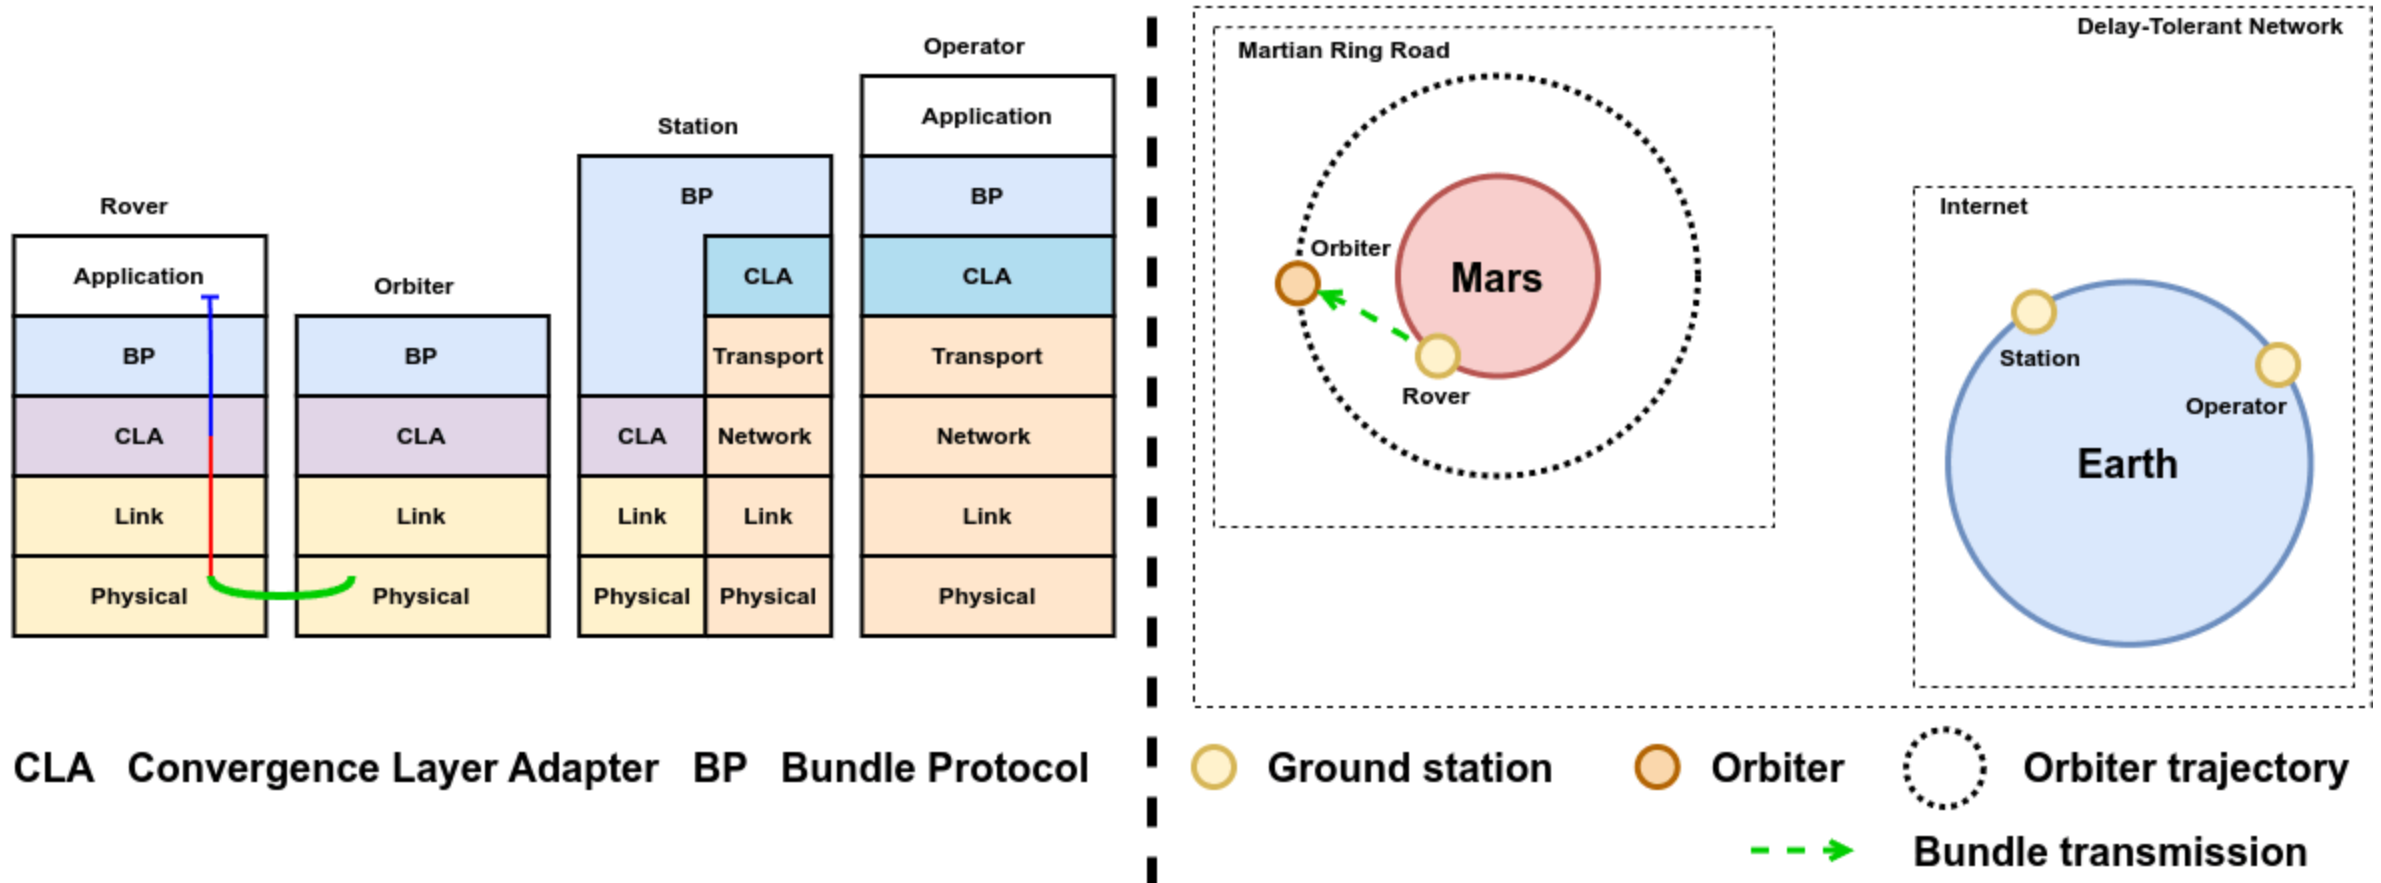 Rover
Application
BP
CLA
Link
Physical
Orbiter
BP
CLA
Link
Physical
Station
BP
CLA
Transport
CLA
Network
Link
Link
Physical
Physical
Operator
Application
BP
CLA
Transport
Network
Link
Physical
CLA Convergence Layer Adapter BP Bundle Protocol
Delay-Tolerant Network
Martian Ring Road
Orbiter
Mars
Rover
Internet
Station
Operator
Earth
Ground station
Orbiter
Orbiter trajectory
Bundle transmission